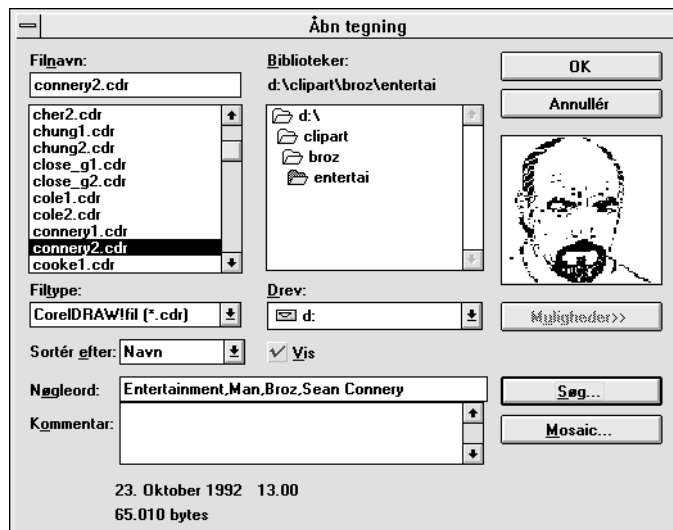 Åbn tegning
Filnavn:
connery2.cdr
cher2.cdr
chung1.cdr
chung2.cdr
close_g1.cdr
close_g2.cdr
cole1.cdr
cole2.cdr
connery1.cdr
connery2.cdr
cooke1.cdr
Biblioteker:
d:\clipart\broz\entertai
d:\
clipart
broz
entertai
OK
Annullér
Filtype:
CorelDRAW!fil (*.cdr)
Drev:
d:
Muligheder>>
Sortér efter: Navn
Vis
Nøgleord: Entertainment,Man,Broz,Sean Connery
Søg...
Kommentar:
Mosaic...
23. Oktober 1992 13.00
65.010 bytes